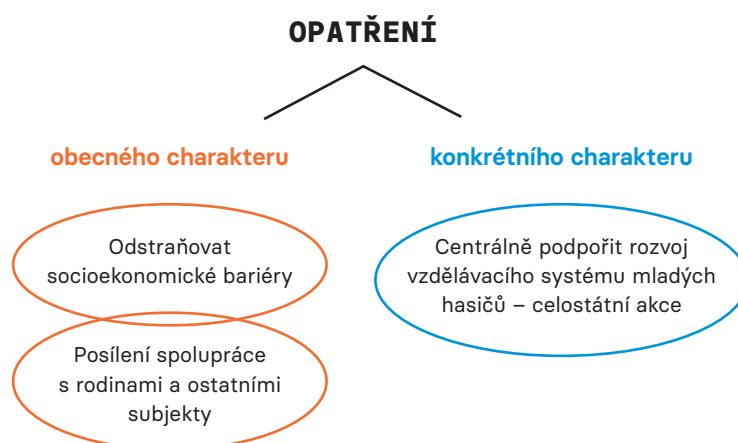 OPATŘENÍ
obecného charakteru
konkrétního charakteru
Odstraňovat
socioekonomické bariéry
Centrálně podpořit rozvoj
vzdělávacího systému mladých
hasičů – celostátní akce
Posílení spolupráce
s rodinami a ostatními
subjekty